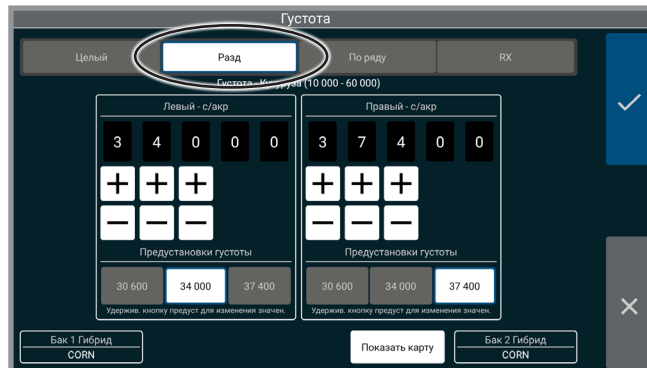 Густота
Целый Разд По ряду RX
Густота - Кукуруза (10 000 - 60 000)
Левый - с/акр Правый - с/акр
3 4 0 0 0 3 7 4 0 0
Предустановки густоты Предустановки густоты
30 600 34 000 37 400 30 600 34 000 37 400
Удержив. кнопку предуст для изменения значен. Удержив. кнопку предуст для изменения значен.
Бак 1 Гибрид Показать карту Бак 2 Гибрид
CORN CORN